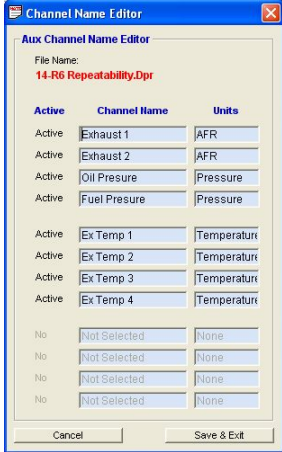 Channel Name Editor
Aux Channel Name Editor
File Name:
14-R6 Repeatability.Dpr
Active Channel Name Units
Active Exhaust 1 AFR
Active Exhaust 2 AFR
Active Oil Presure Pressure
Active Fuel Presure Pressure
Active Ex Temp 1 Temperature
Active Ex Temp 2 Temperature
Active Ex Temp 3 Temperature
Active Ex Temp 4 Temperature
No Not Selected None
No Not Selected None
No Not Selected None
No Not Selected None
Cancel Save & Exit